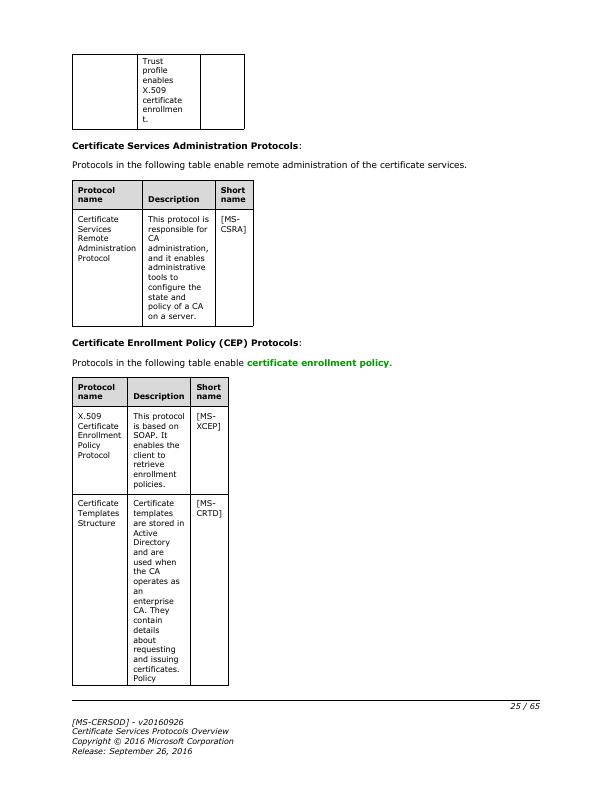 Trust
profile
enables
X.509
certificate
enrollmen
t.
Certificate Services Administration Protocols:
Protocols in the following table enable remote administration of the certificate services.
Protocol
name
Description
Short
name
Certificate
Services
Remote
Administration
Protocol
This protocol is
responsible for
CA
administration,
and it enables
administrative
tools to
configure the
state and
policy of a CA
on a server.
[MS-
CSRA]
Certificate Enrollment Policy (CEP) Protocols:
Protocols in the following table enable certificate enrollment policy.
Protocol
name
Description
Short
name
X.509
Certificate
Enrollment
Policy
Protocol
This protocol
is based on
SOAP. It
enables the
client to
retrieve
enrollment
policies.
[MS-
XCEP]
Certificate
Templates
Structure
Certificate
templates
are stored in
Active
Directory
and are
used when
the CA
operates as
an
enterprise
CA. They
contain
details
about
requesting
and issuing
certificates.
Policy
[MS-
CRTD]
25 / 65
[MS-CERSOD] - v20160926
Certificate Services Protocols Overview
Copyright © 2016 Microsoft Corporation
Release: September 26, 2016